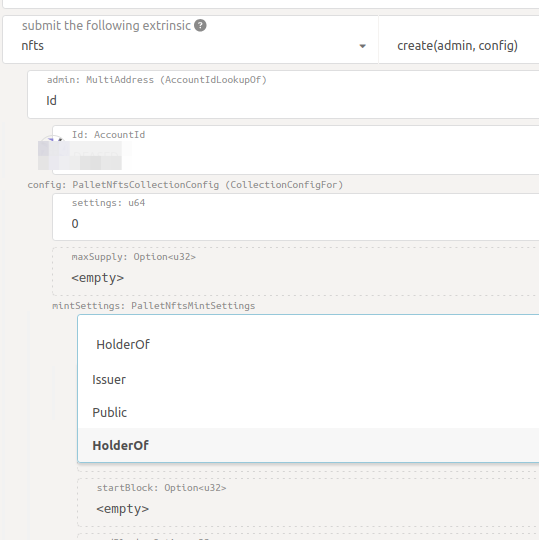 submit the following extrinsic ?
nfts
create(admin, config)
admin: MultiAddress (AccountIdLookupOf)
Id
Id: AccountId
config: PalletNftsCollectionConfig (CollectionConfigFor)
settings: u64
0
maxSupply: Option<u32>
<empty>
mintSettings: PalletNftsMintSettings
HolderOf
Issuer
Public
HolderOf
startBlock: Option<u32>
<empty>